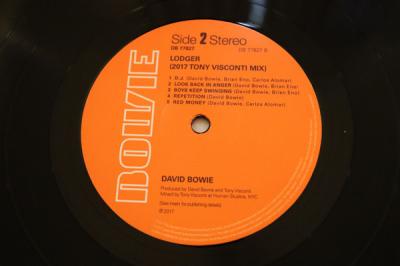 BOWIE
Side 2 Stereo
DB 77827
DB 77827 B
LODGER
(2017 TONY VISCONTI MIX)
1 D.J. (David Bowie, Brian Eno, Carlos Alomar)
2 LOOK BACK IN ANGER (David Bowie, Brian Eno)
3 BOYS KEEP SWINGING (David Bowie, Brian Eno)
4 REPETITION (David Bowie)
5 RED MONEY (David Bowie, Carlos Alomar)
DAVID BOWIE
Produced by David Bowie and Tony Visconti
Mixed by Tony Visconti at Human Studios, NYC
(See insert for publishing details)
℗ 2017